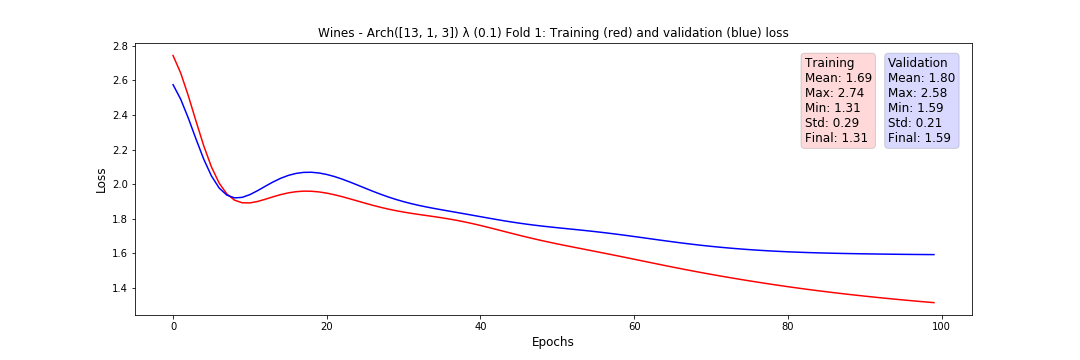 Wines - Arch([13, 1, 3]) λ (0.1) Fold 1: Training (red) and validation (blue) loss
2.8
2.6
2.4
2.2
2.0
1.8
1.6
1.4
Loss
Training
Mean: 1.69
Max: 2.74
Min: 1.31
Std: 0.29
Final: 1.31
Validation
Mean: 1.80
Max: 2.58
Min: 1.59
Std: 0.21
Final: 1.59
0 20 40 60 80 100
Epochs